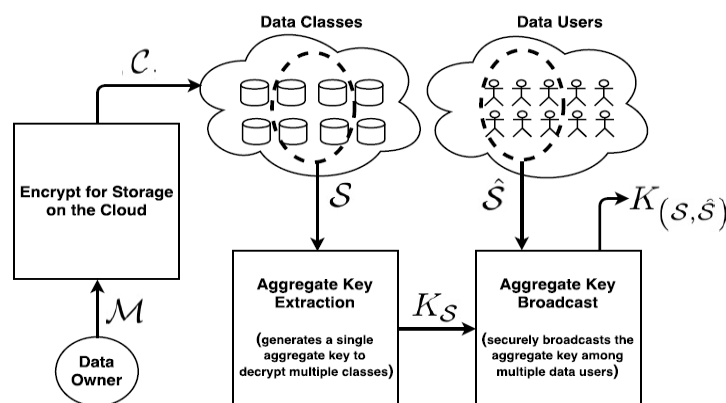 Data Classes
Data Users
C.
Encrypt for Storage
on the Cloud
S
Ŝ
K(S,Ŝ)
Aggregate Key
Extraction
(generates a single
aggregate key to
decrypt multiple classes)
K_S
Aggregate Key
Broadcast
(securely broadcasts the
aggregate key among
multiple data users)
M
Data
Owner